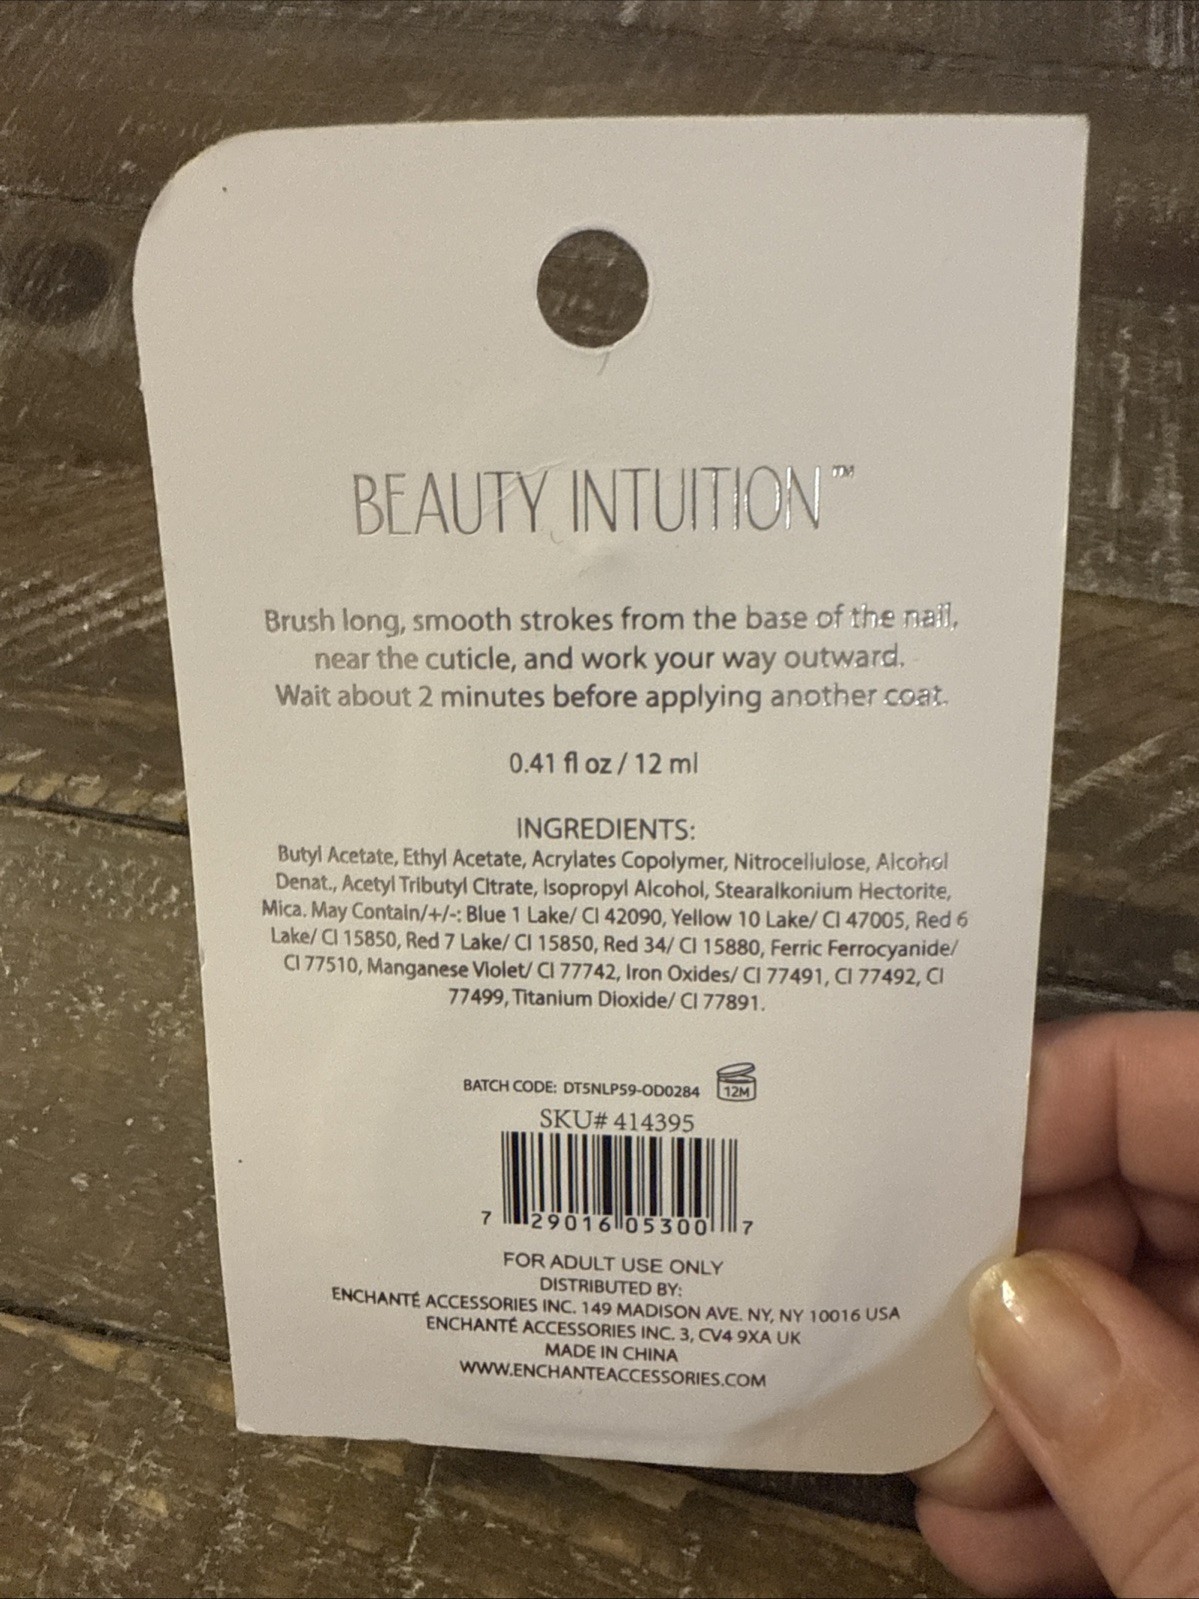 BEAUTY INTUITION™
Brush long, smooth strokes from the base of the nail,
near the cuticle, and work your way outward.
Wait about 2 minutes before applying another coat.
0.41 fl oz / 12 ml
INGREDIENTS:
Butyl Acetate, Ethyl Acetate, Acrylates Copolymer, Nitrocellulose, Alcohol
Denat., Acetyl Tributyl Citrate, Isopropyl Alcohol, Stearalkonium Hectorite,
Mica. May Contain/+/-: Blue 1 Lake/ CI 42090, Yellow 10 Lake/ CI 47005, Red 6
Lake/ CI 15850, Red 7 Lake/ CI 15850, Red 34/ CI 15880, Ferric Ferrocyanide/
CI 77510, Manganese Violet/ CI 77742, Iron Oxides/ CI 77491, CI 77492, CI
77499, Titanium Dioxide/ CI 77891.
BATCH CODE: DT5NLP59-OD0284 12M
SKU# 414395
7 29016 05300 7
FOR ADULT USE ONLY
DISTRIBUTED BY:
ENCHANTÉ ACCESSORIES INC. 149 MADISON AVE. NY, NY 10016 USA
ENCHANTÉ ACCESSORIES INC. 3, CV4 9XA UK
MADE IN CHINA
WWW.ENCHANTEACCESSORIES.COM